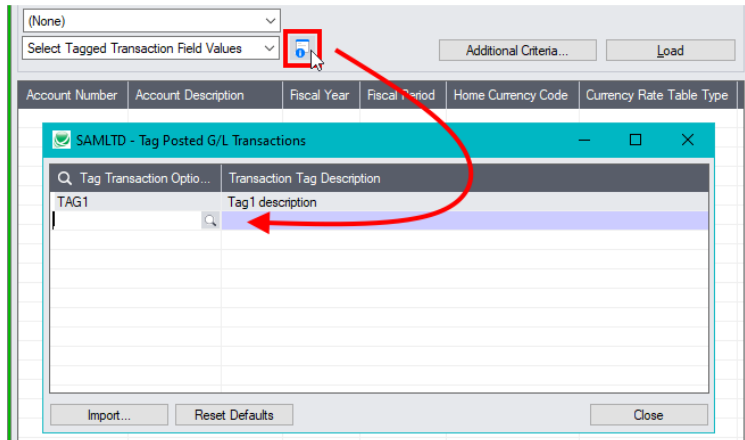 (None)
Select Tagged Transaction Field Values
Additional Criteria...
Load
Account Number Account Description Fiscal Year Fiscal Period Home Currency Code Currency Rate Table Type
SAMLTD - Tag Posted G/L Transactions
Tag Transaction Optio... Transaction Tag Description
TAG1 Tag1 description
Import... Reset Defaults Close